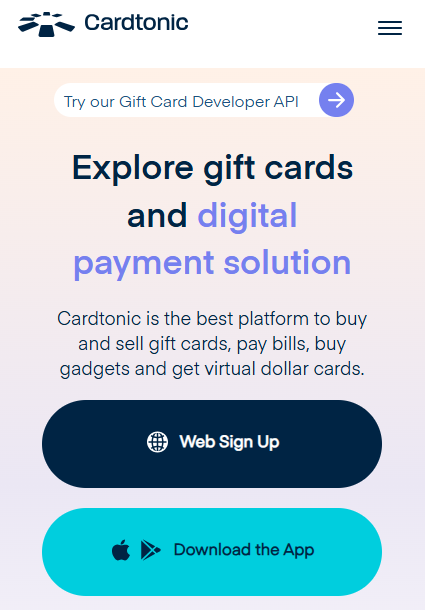 Cardtonic
Try our Gift Card Developer API
Explore gift cards
and digital
payment solution
Cardtonic is the best platform to buy
and sell gift cards, pay bills, buy
gadgets and get virtual dollar cards.
Web Sign Up
Download the App